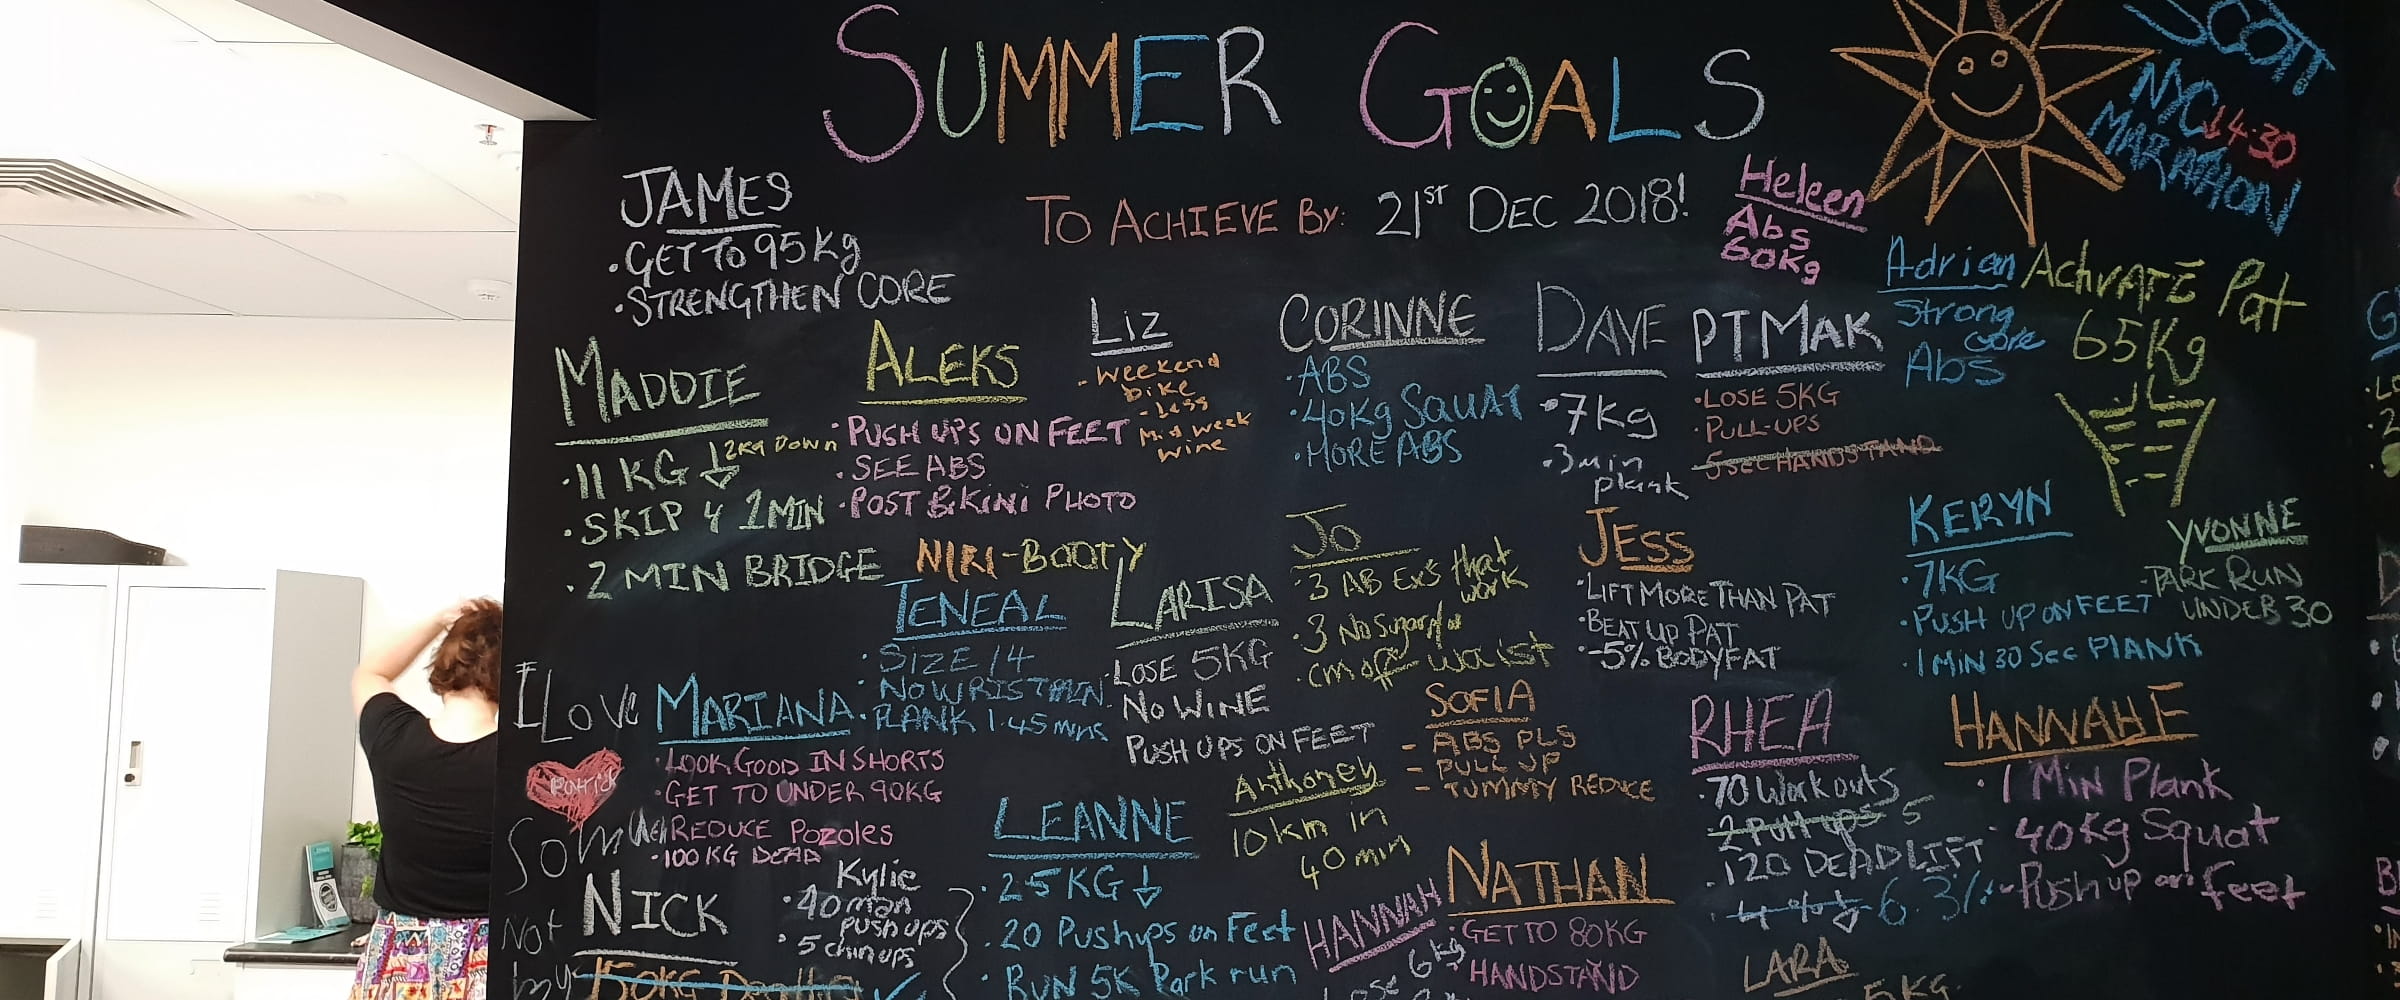 SUMMER GOALS
TO ACHIEVE BY: 21ST DEC 2018!
SCOTT
NYC 14:30
MARATHON
JAMES
• GET TO 95 Kg
• STRENGTHEN CORE
Heleen
Abs
60Kg
Adrian
Strong
core
Abs
ACtIVATE Pat
65Kg
MADDIE
• 11 KG ↓ 2KG DOWN
• SKIP 4 1MIN
• 2 MIN BRIDGE
ALEKS
• PUSH UPS ON FEET
• SEE ABS
• POST BIKINI PHOTO
Liz
- weekend
bike
- Less
Mid week
wine
CORINNE
• ABS
• 40Kg SQUAT
• MORE ABS
DAVE
• 7Kg
• 3min
plank
PT MAK
• LOSE 5KG
• PULL-UPS
5sec HANDSTAND
NIRI-BOOTY
TENEAL
• SIZE 14
• NO WRIST PAIN
• PLANK 1.45 mins
LARISA
• LOSE 5KG
NO WINE
PUSH UPS ON FEET
JO
• 3 AB Ex's that
work
• 3 No Sugar
• cm off waist
JESS
• LIFT MORE THAN PAT
• BEAT UP PAT
• -5% BODYFAT
KERYN
• 7KG
• PUSH UP ON FEET
• 1 MIN 30 Sec PLANK
YVONNE
- PARK RUN
UNDER 30
I LOVE
So Much
Not
my
MARIANA
• LOOK GOOD IN SHORTS
• GET TO UNDER 90KG
REDUCE POZOLES
• 100 KG DEAD
SOFIA
- ABS PLS
- PULL UP
- TUMMY REDUCE
Anthoney
10km in
40 min
RHEA
• 70 Workouts
2 Pull ups 5
• 120 DEADLIFT
• 4%↓ 6.3%
HANNAH F
• 1 Min Plank
• 40Kg Squat
• Push up on feet
NICK
150KG
Kylie
• 40 man
push ups
• 5 chin ups
LEANNE
• 25 KG ↓
• 20 Pushups on Feet
• RUN 5K Park run
HANNAH
Lose 6kg
NATHAN
• GET TO 80KG
HANDSTAND
LARA
5KG